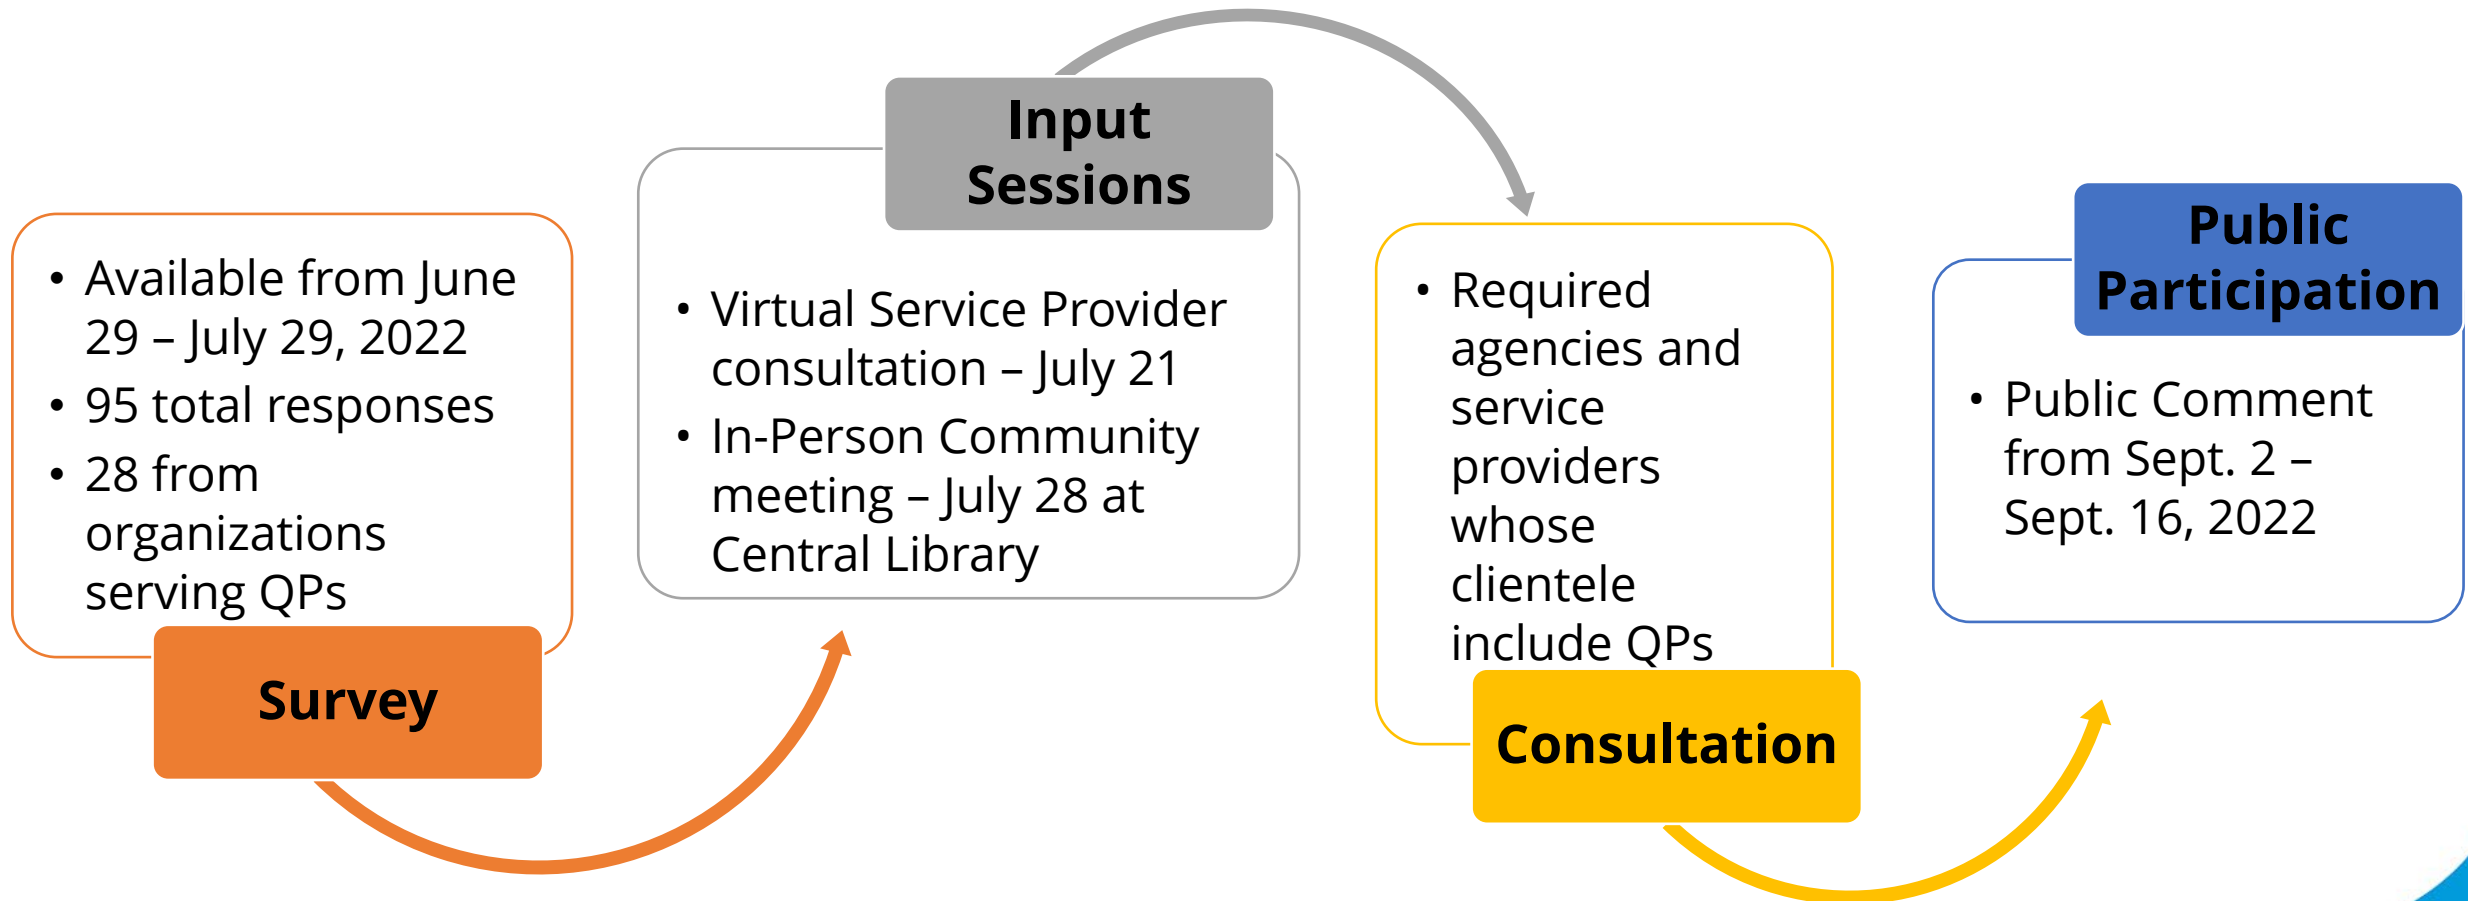 • Available from June
29 – July 29, 2022
• 95 total responses
• 28 from
organizations
serving QPs
Survey
Input
Sessions
• Virtual Service Provider
consultation – July 21
• In-Person Community
meeting – July 28 at
Central Library
• Required
agencies and
service
providers
whose
clientele
include QPs
Consultation
Public
Participation
• Public Comment
from Sept. 2 –
Sept. 16, 2022